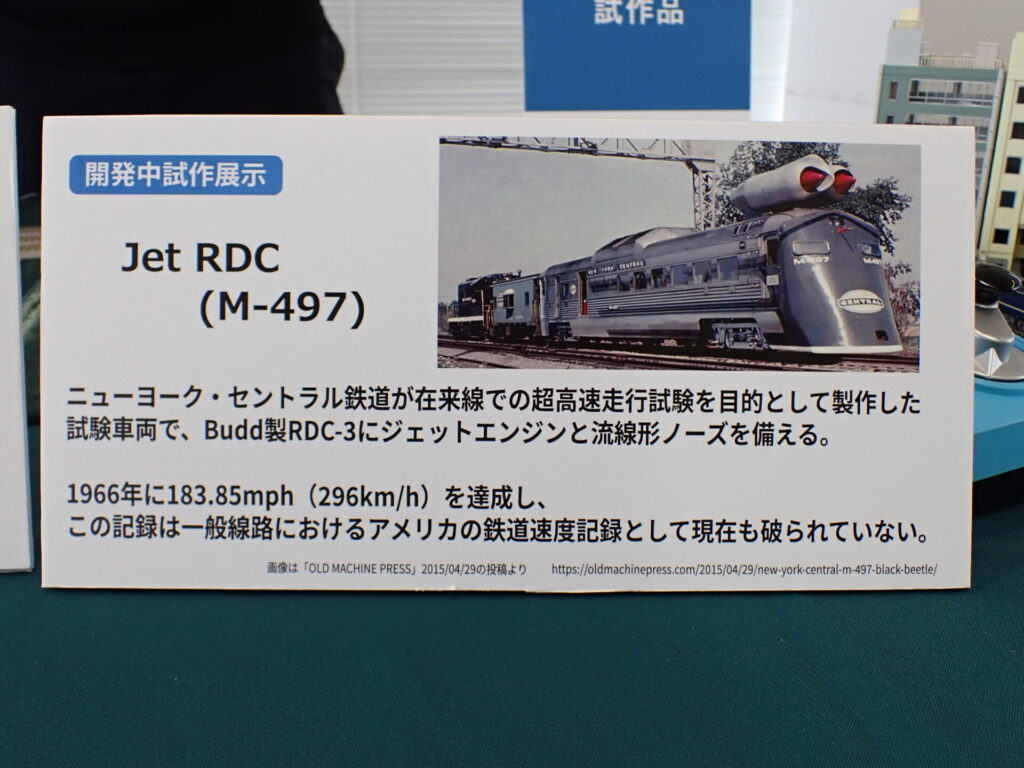 試作品
開発中試作展示
Jet RDC
(M-497)
NEW YORK CENTRAL
M-497
CENTRAL
ニューヨーク・セントラル鉄道が在来線での超高速走行試験を目的として製作した
試験車両で、Budd製RDC-3にジェットエンジンと流線形ノーズを備える。
1966年に183.85mph（296km/h）を達成し、
この記録は一般線路におけるアメリカの鉄道速度記録として現在も破られていない。
画像は「OLD MACHINE PRESS」2015/04/29の投稿より
https://oldmachinepress.com/2015/04/29/new-york-central-m-497-black-beetle/